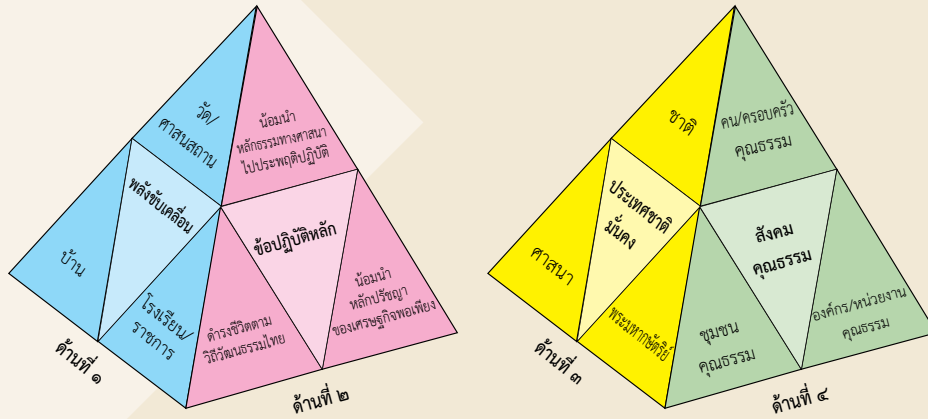 วัด/
ศาสนสถาน
พลังขับเคลื่อน
บ้าน
โรงเรียน/
ราชการ
ด้านที่ ๑
น้อมนำ
หลักธรรมทางศาสนา
ไปประพฤติปฏิบัติ
ข้อปฏิบัติหลัก
ดำรงชีวิตตาม
วิถีวัฒนธรรมไทย
น้อมนำ
หลักปรัชญา
ของเศรษฐกิจพอเพียง
ด้านที่ ๒
ชาติ
ประเทศชาติ
มั่นคง
ศาสนา
พระมหากษัตริย์
ด้านที่ ๓
คน/ครอบครัว
คุณธรรม
สังคม
คุณธรรม
ชุมชน
คุณธรรม
องค์กร/หน่วยงาน
คุณธรรม
ด้านที่ ๔